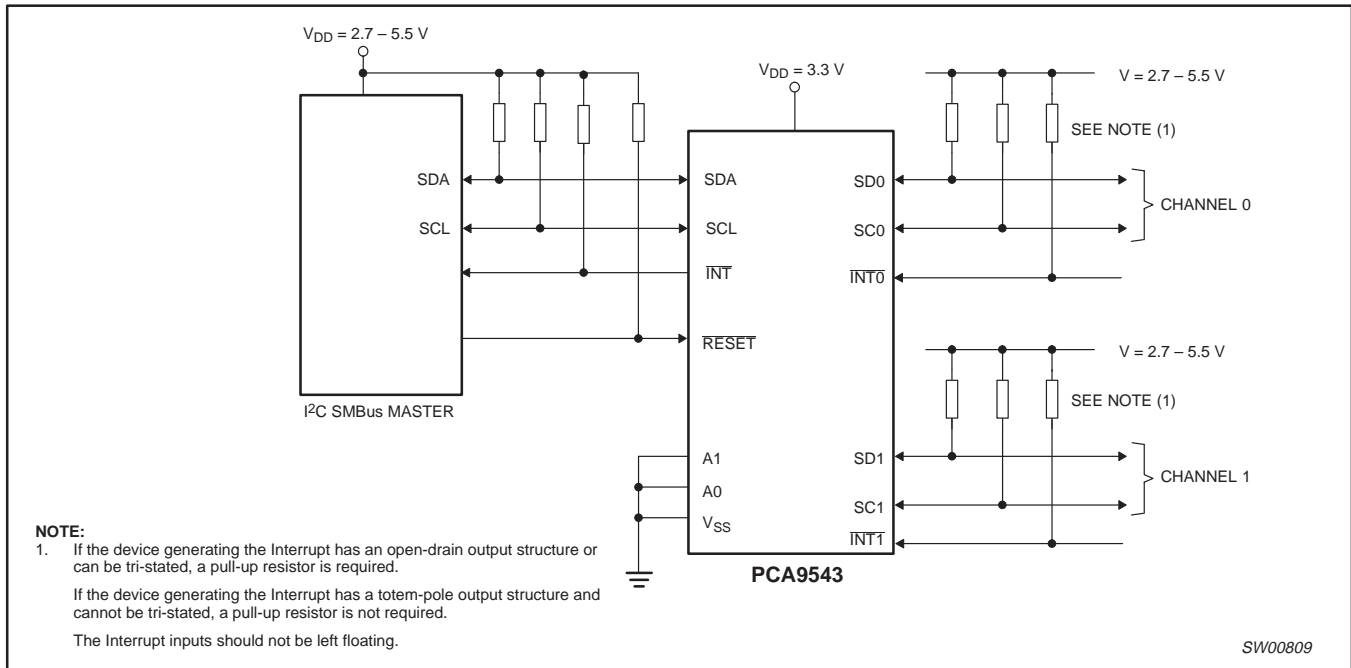 V_DD = 2.7 – 5.5 V
V_DD = 3.3 V
V = 2.7 – 5.5 V
SEE NOTE (1)
SDA
SCL
I²C SMBus MASTER
SDA
SCL
I̅N̅T̅
R̅E̅S̅E̅T̅
A1
A0
V_SS
SD0
SC0
I̅N̅T̅0̅
CHANNEL 0
V = 2.7 – 5.5 V
SEE NOTE (1)
SD1
SC1
I̅N̅T̅1̅
CHANNEL 1
PCA9543
NOTE:
1. If the device generating the Interrupt has an open-drain output structure or
can be tri-stated, a pull-up resistor is required.
If the device generating the Interrupt has a totem-pole output structure and
cannot be tri-stated, a pull-up resistor is not required.
The Interrupt inputs should not be left floating.
SW00809